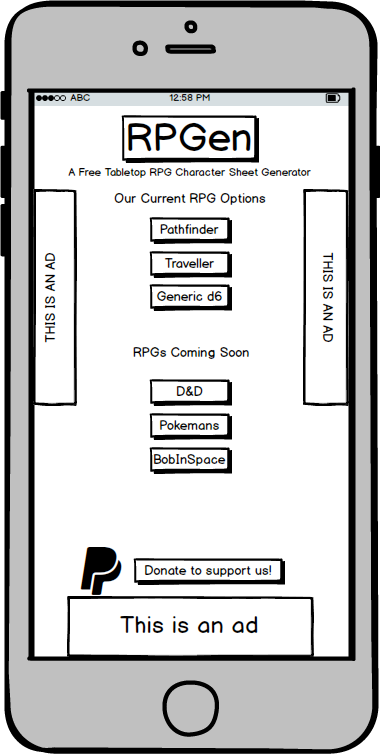 ABC 12:58 PM
RPGen
A Free Tabletop RPG Character Sheet Generator
Our Current RPG Options
Pathfinder
Traveller
Generic d6
THIS IS AN AD
THIS IS AN AD
RPGs Coming Soon
D&D
Pokemans
BobInSpace
Donate to support us!
This is an ad